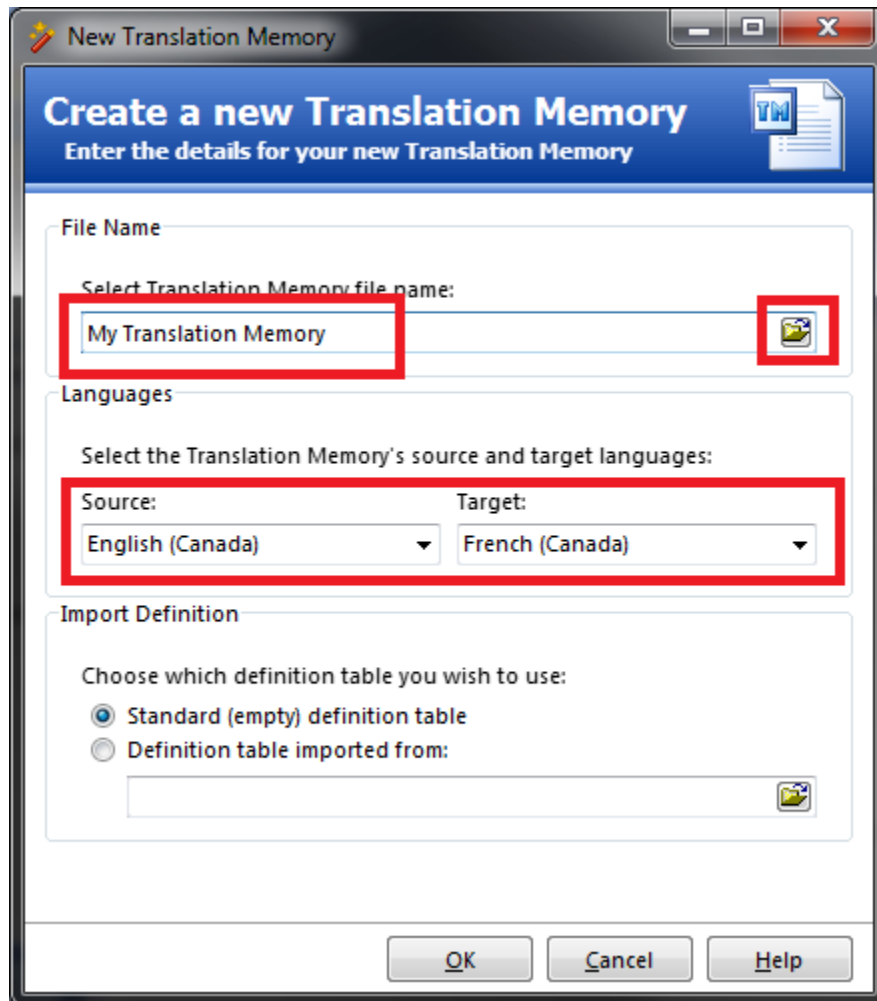 New Translation Memory
Create a new Translation Memory
Enter the details for your new Translation Memory
TM
File Name
Select Translation Memory file name:
My Translation Memory
Languages
Select the Translation Memory's source and target languages:
Source: Target:
English (Canada) French (Canada)
Import Definition
Choose which definition table you wish to use:
Standard (empty) definition table
Definition table imported from:
OK Cancel Help